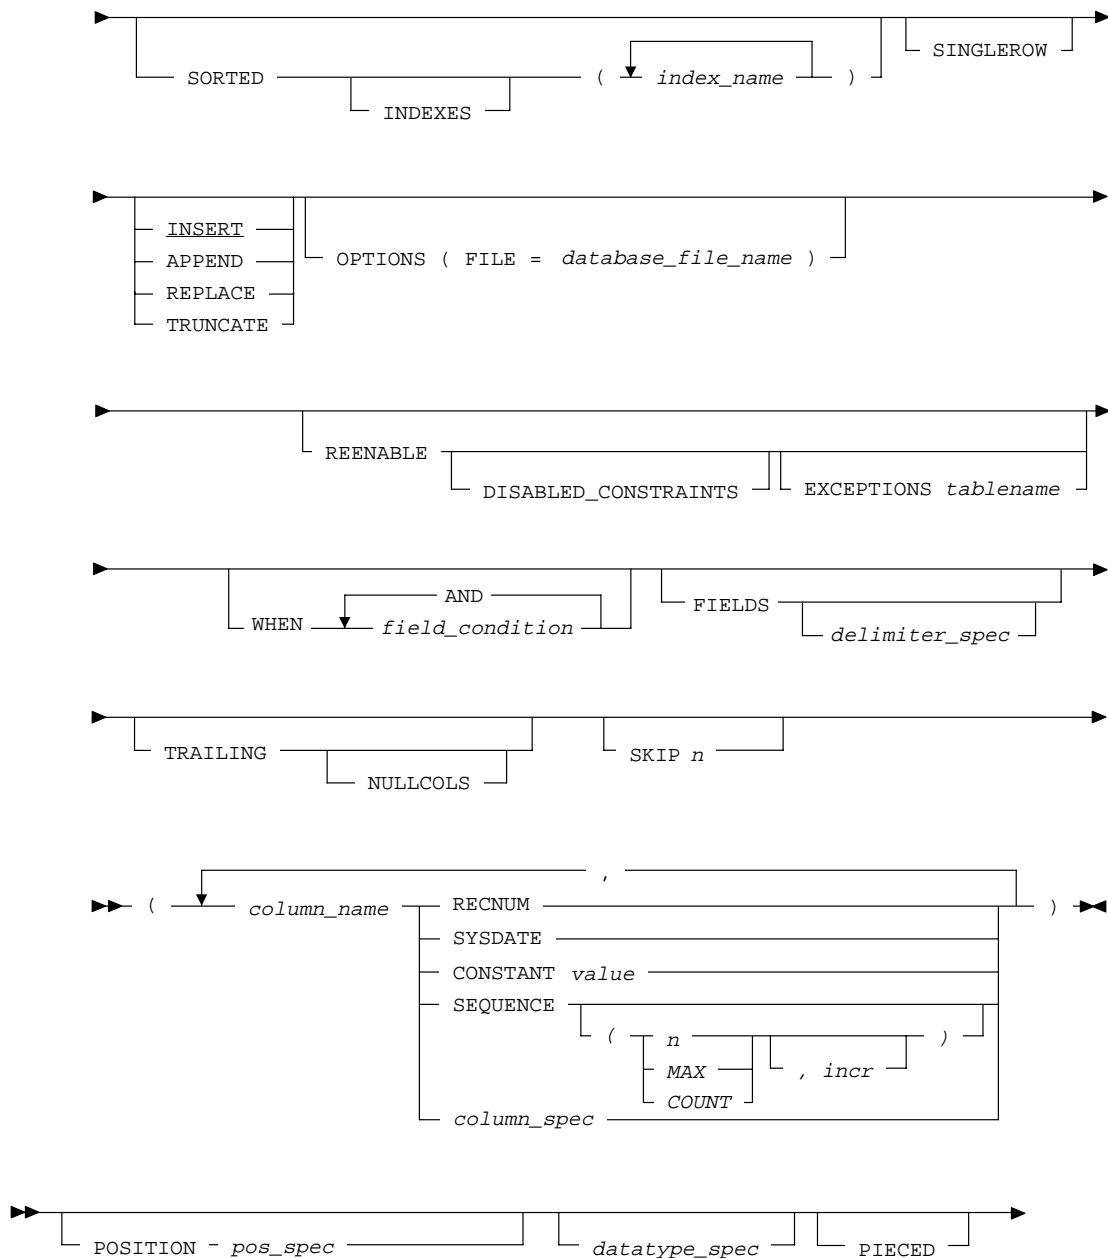 SINGLEROW
SORTED ( index_name )
INDEXES
INSERT
APPEND
OPTIONS ( FILE = database_file_name )
REPLACE
TRUNCATE
REENABLE
DISABLED_CONSTRAINTS EXCEPTIONS tablename
AND
FIELDS
WHEN field_condition
delimiter_spec
TRAILING SKIP n
NULLCOLS
,
( column_name RECNUM )
SYSDATE
CONSTANT value
SEQUENCE
( n )
MAX , incr
COUNT
column_spec
POSITION pos_spec datatype_spec PIECED